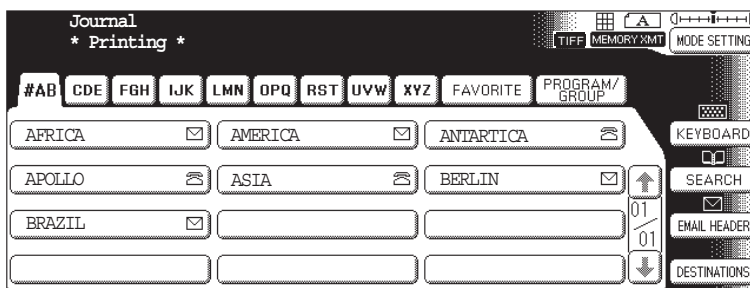 Journal
* Printing *
TIFF MEMORY XMT A MODE SETTING
#AB CDE FGH IJK LMN OPQ RST UVW XYZ FAVORITE PROGRAM/
GROUP
AFRICA AMERICA ANTARTICA KEYBOARD
APOLLO ASIA BERLIN SEARCH
BRAZIL 01/01 EMAIL HEADER
DESTINATIONS